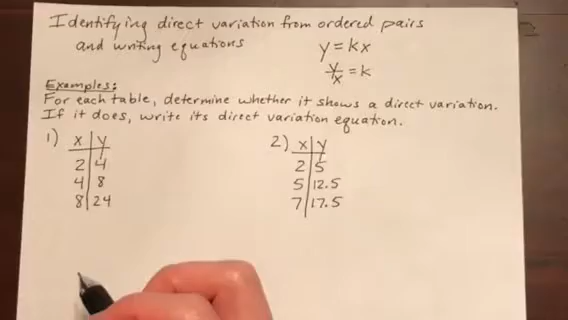 Identifying direct variation from ordered pairs
and writing equations
y = kx
y/x = k
Examples:
For each table, determine whether it shows a direct variation.
If it does, write its direct variation equation.
1) x | y
2 | 4
4 | 8
8 | 24
2) x | y
2 | 5
5 | 12.5
7 | 17.5